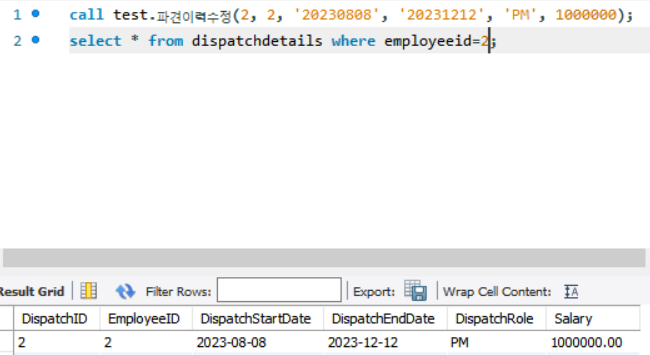 1 call test.파견이력수정(2, 2, '20230808', '20231212', 'PM', 1000000);
2 select * from dispatchdetails where employeeid=2;
Result Grid Filter Rows: Export: Wrap Cell Content:
DispatchID EmployeeID DispatchStartDate DispatchEndDate DispatchRole Salary
2 2 2023-08-08 2023-12-12 PM 1000000.00